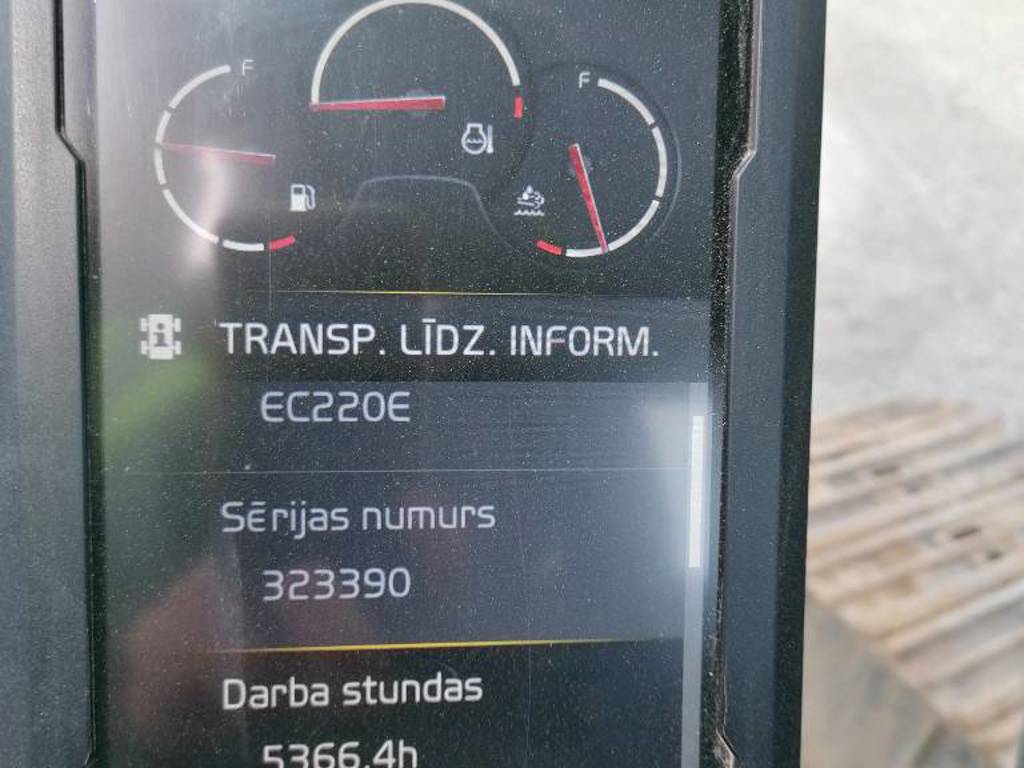 F
F
TRANSP. LĪDZ. INFORM.
EC220E
Sērijas numurs
323390
Darba stundas
5366.4h